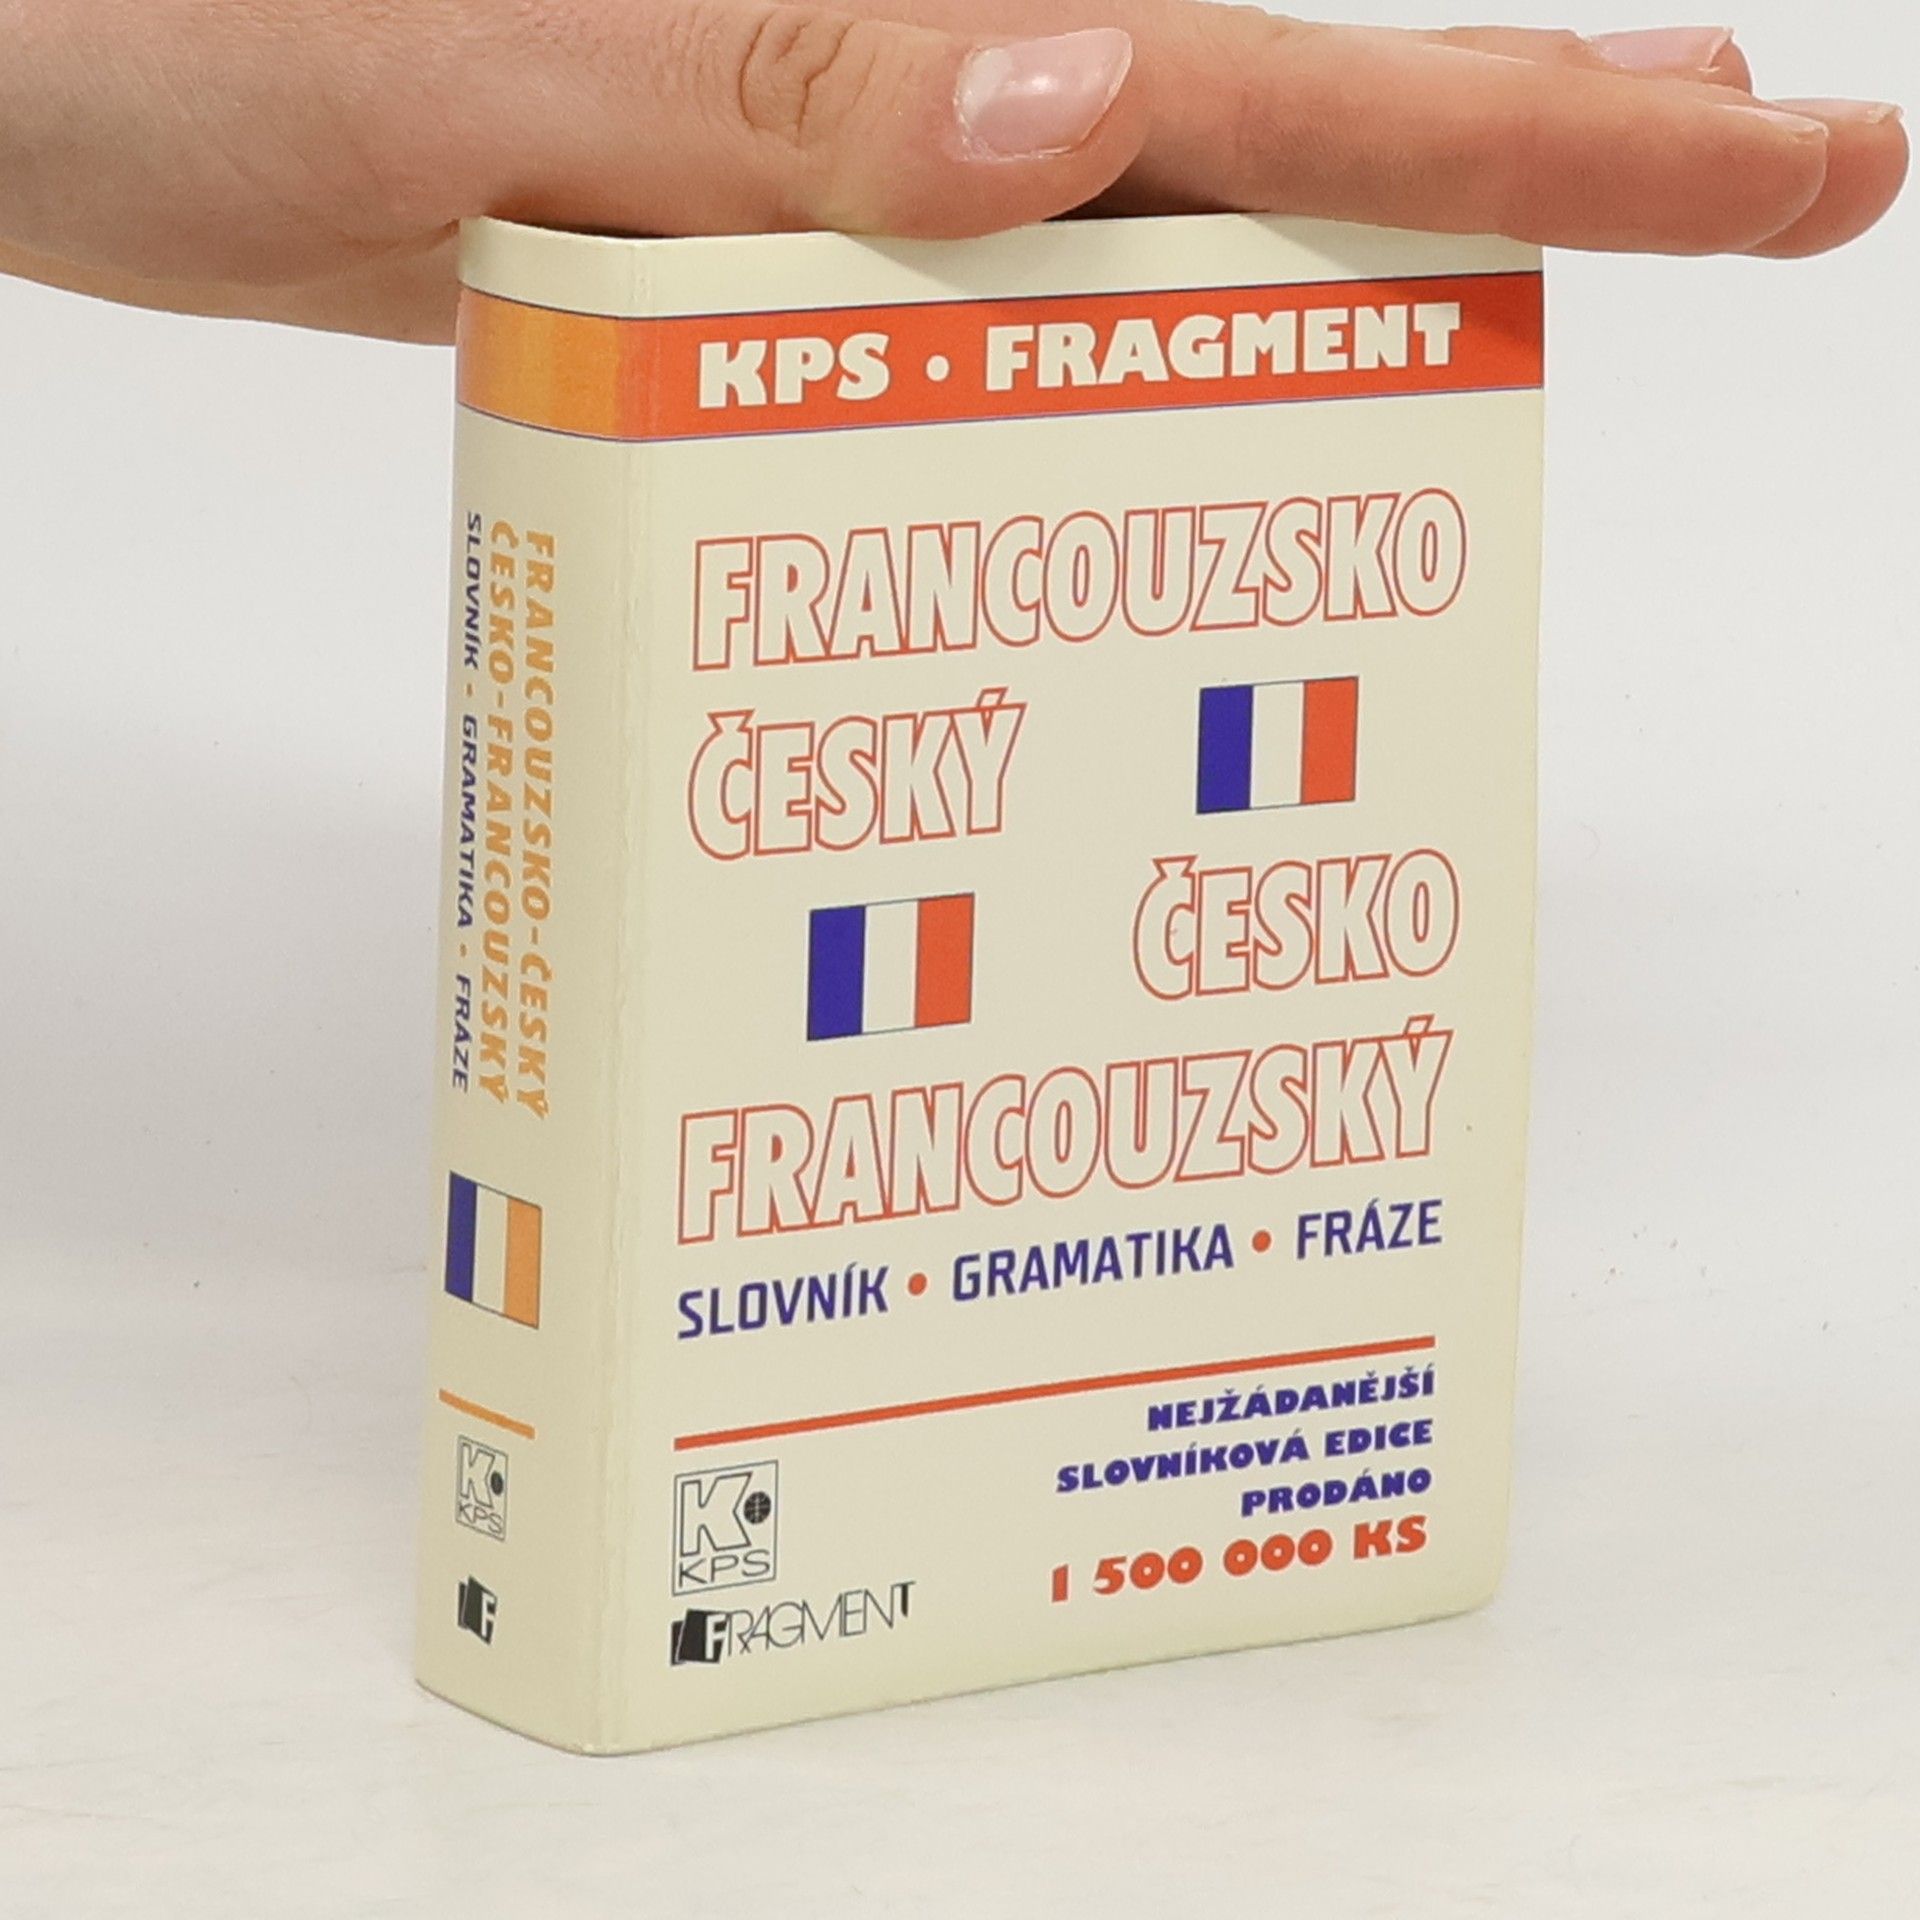 KPS • FRAGMENT
FRANCOUZSKO
ČESKÝ
ČESKO
FRANCOUZSKÝ
SLOVNÍK • GRAMATIKA • FRÁZE
NEJŽÁDANĚJŠÍ
SLOVNÍKOVÁ EDICE
PRODÁNO
1 500 000 KS
K
KPS
FRAGMENT
FRANCOUZSKO-ČESKÝ
ČESKO-FRANCOUZSKÝ
SLOVNÍK • GRAMATIKA • FRÁZE
K
KPS
F